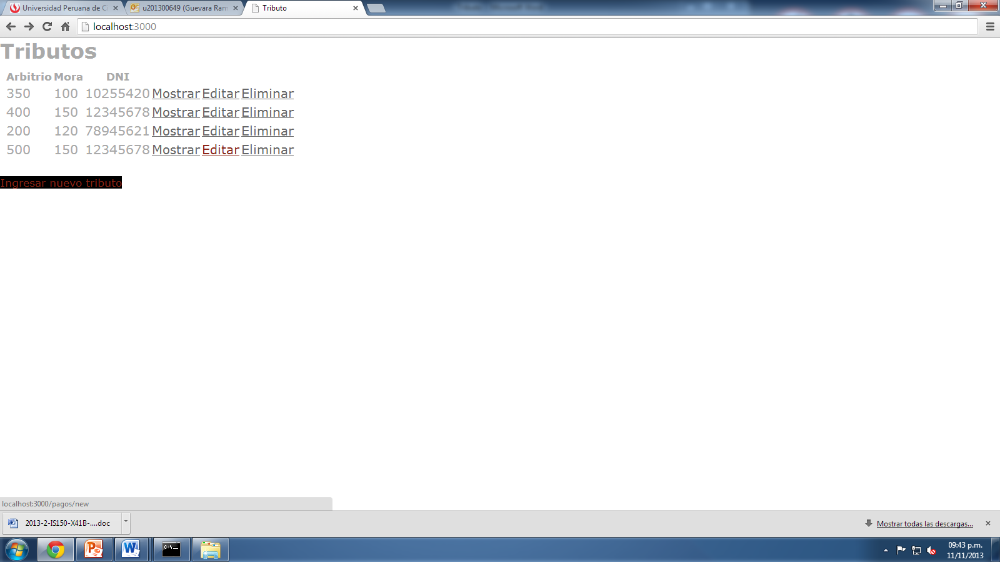 Universidad Peruana de Ci
u201300649 (Guevara Ram
Tributo
localhost:3000
Tributos
Arbitrio Mora DNI
350 100 10255420 Mostrar Editar Eliminar
400 150 12345678 Mostrar Editar Eliminar
200 120 78945621 Mostrar Editar Eliminar
500 150 12345678 Mostrar Editar Eliminar
Ingresar nuevo tributo
localhost:3000/pagos/new
2013-2-IS150-X41B-....doc
Mostrar todas las descargas...
09:43 p.m.
11/11/2013